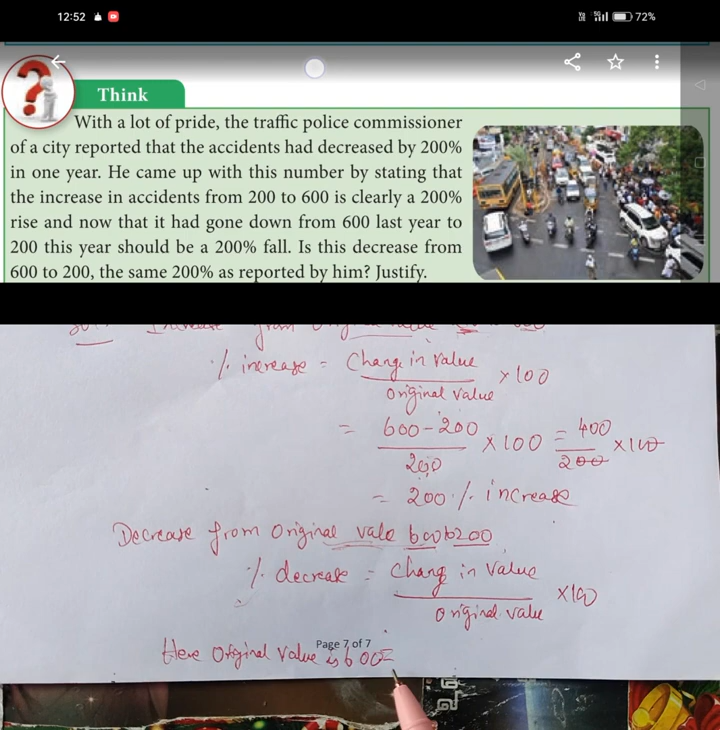 12:52
72%
Think
With a lot of pride, the traffic police commissioner
of a city reported that the accidents had decreased by 200%
in one year. He came up with this number by stating that
the increase in accidents from 200 to 600 is clearly a 200%
rise and now that it had gone down from 600 last year to
200 this year should be a 200% fall. Is this decrease from
600 to 200, the same 200% as reported by him? Justify.
% increase = Change in Value / original value × 100
= 600-200 / 200 × 100 = 400 / 200 × 100
= 200 % increase
Decrease from Original vale 600to200
% decrease = Chang in Value / original value ×100
Here Original Value is 600
Page 7 of 7